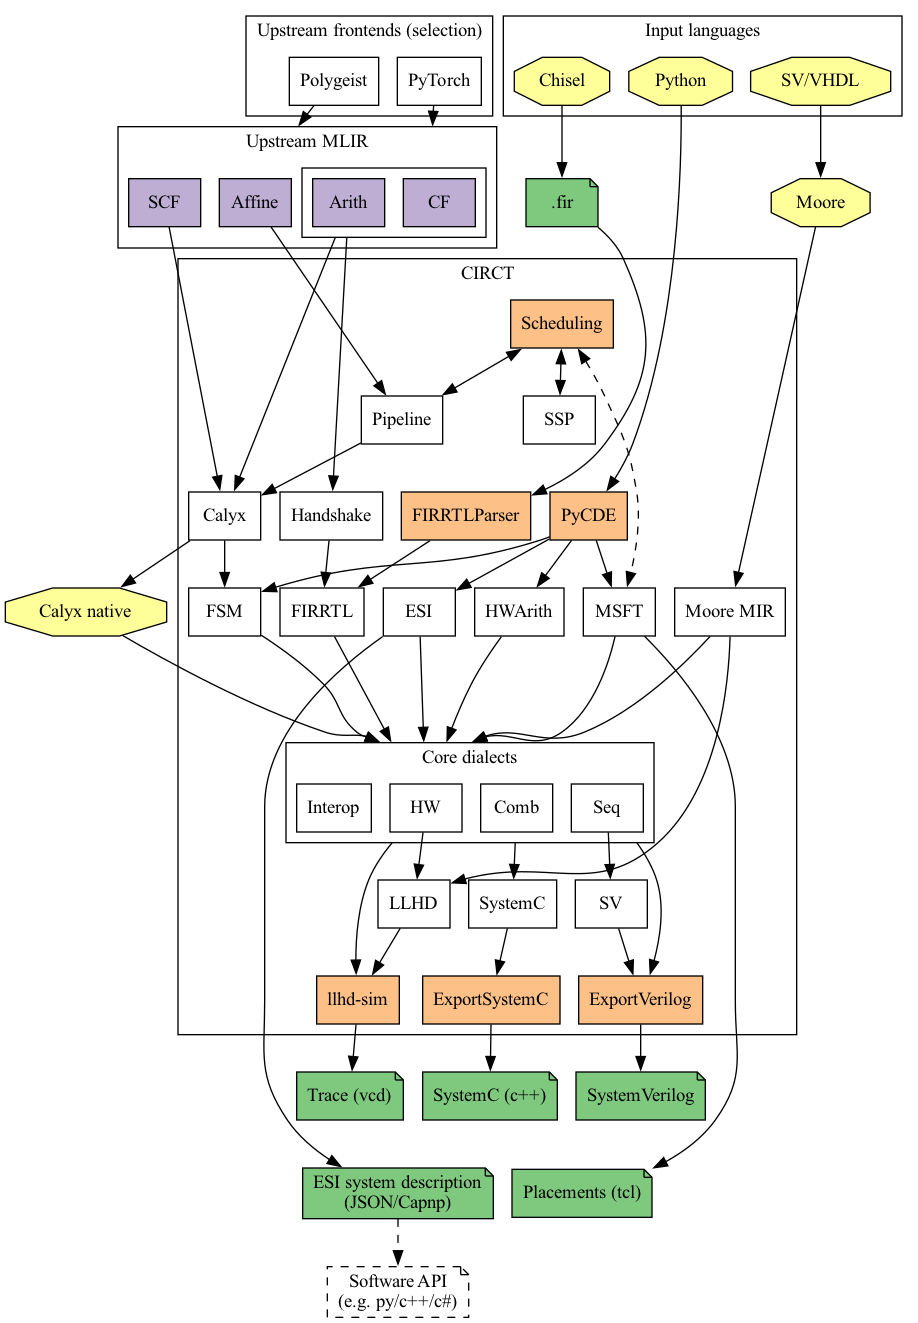 Upstream frontends (selection)
Input languages
Polygeist
PyTorch
Chisel
Python
SV/VHDL
Upstream MLIR
SCF
Affine
Arith
CF
.fir
Moore
CIRCT
Scheduling
Pipeline
SSP
Calyx
Handshake
FIRRTLParser
PyCDE
Calyx native
FSM
FIRRTL
ESI
HWArith
MSFT
Moore MIR
Core dialects
Interop
HW
Comb
Seq
LLHD
SystemC
SV
llhd-sim
ExportSystemC
ExportVerilog
Trace (vcd)
SystemC (c++)
SystemVerilog
ESI system description
(JSON/Capnp)
Placements (tcl)
Software API
(e.g. py/c++/c#)